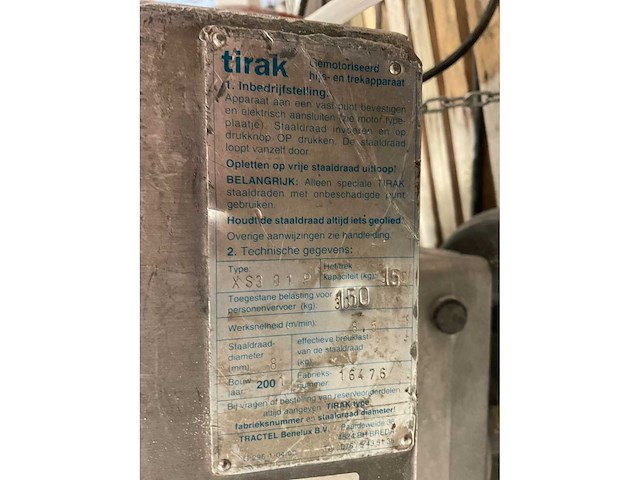 tirak
Gemotoriseerd
hijs- en trekapparaat
1. Inbedrijfstelling:
Apparaat aan een vast punt bevestigen
en elektrisch aansluiten (zie motor type-
plaatje). Staaldraad invoeren en op
drukknop OP drukken. De staaldraad
loopt vanzelf door.
Opletten op vrije staaldraad uitloop!
BELANGRIJK: Alleen speciale TIRAK
staaldraden met onbeschadigde punt
gebruiken.
Houdt de staaldraad altijd iets geolied.
Overige aanwijzingen zie handleiding.
2. Technische gegevens:
Type: XS3
Hef/trek-
kapaciteit (kg):
Toegestane belasting voor
personenvervoer (kg)
Werksnelheid (m/min):
Staaldraad-
diameter
(mm) 8
effectieve breuklast
van de staaldraad
(kg)
Bouw-
jaar: 200
Fabrieks-
nummer: 16476
Bij vragen of bestelling van reserveonderdelen
altijd aangeven: TIRAK type,
fabrieksnummer en staaldraad diameter!
TRACTEL Benelux B.V.
BREDA